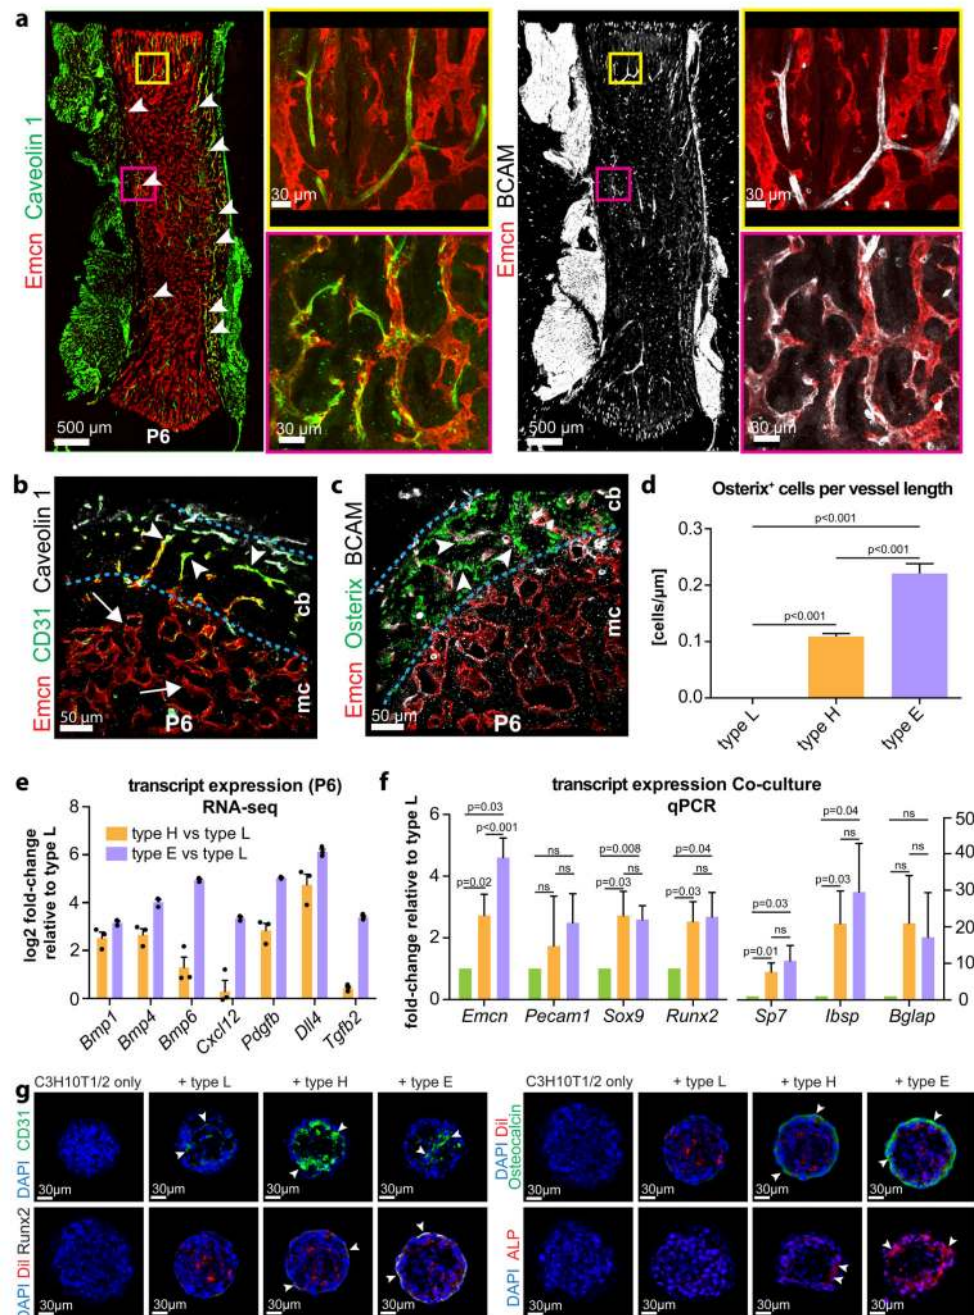 a
Emcn Caveolin 1
500 µm
P6
30 µm
30 µm
Emcn BCAM
500 µm
30 µm
30 µm
b
Emcn CD31 Caveolin 1
50 µm
P6
cb
mc
c
Emcn Osterix BCAM
50 µm
P6
cb
mc
d
Osterix⁺ cells per vessel length
[cells/µm]
0.3
0.2
0.1
0.0
p<0.001
p<0.001
p<0.001
type L
type H
type E
e
transcript expression (P6)
RNA-seq
log2 fold-change
relative to type L
8
6
4
2
0
type H vs type L
type E vs type L
Bmp1
Bmp4
Bmp6
Cxcl12
Pdgfb
Dll4
Tgfb2
f
transcript expression Co-culture
qPCR
fold-change relative to type L
6
4
2
0
p=0.03
p<0.001
p=0.02
ns
ns
ns
p=0.008
ns
p=0.03
p=0.04
ns
p=0.03
p=0.03
ns
p=0.01
p=0.04
ns
p=0.03
ns
ns
ns
50
40
30
20
10
0
Emcn
Pecam1
Sox9
Runx2
Sp7
Ibsp
Bglap
g
C3H10T1/2 only
+ type L
+ type H
+ type E
DAPI CD31
30µm
30µm
30µm
30µm
DAPI DiI Runx2
30µm
30µm
30µm
30µm
C3H10T1/2 only
+ type L
+ type H
+ type E
DAPI DiI
Osteocalcin
30µm
30µm
30µm
30µm
DAPI ALP
30µm
30µm
30µm
30µm